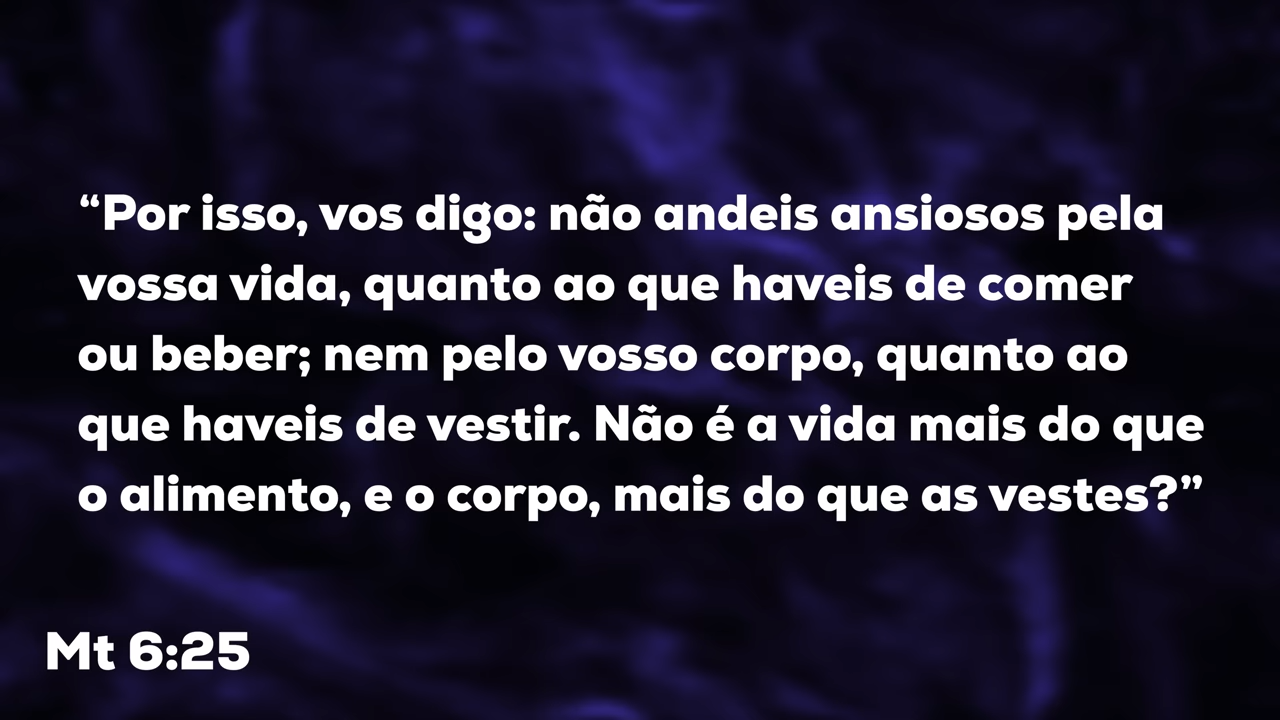 “Por isso, vos digo: não andeis ansiosos pela
vossa vida, quanto ao que haveis de comer
ou beber; nem pelo vosso corpo, quanto ao
que haveis de vestir. Não é a vida mais do que
o alimento, e o corpo, mais do que as vestes?”
Mt 6:25